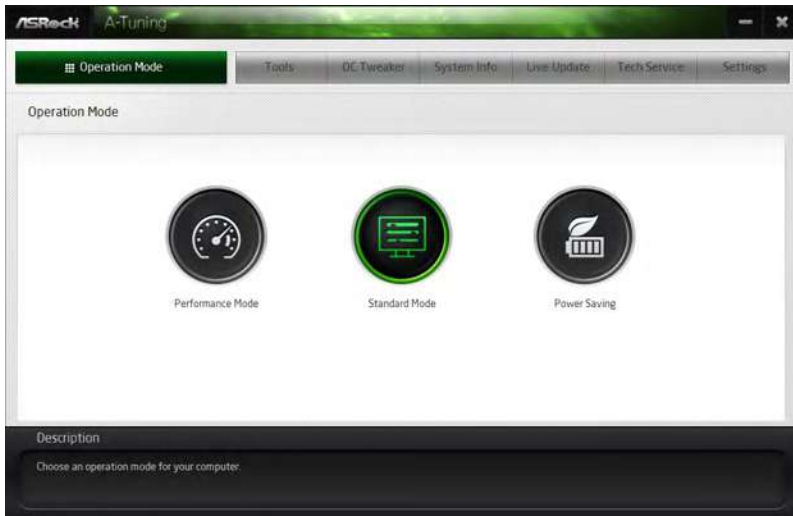 ASRock A-Tuning
Operation Mode Tools OC Tweaker System Info Live Update Tech Service Settings
Operation Mode
Performance Mode Standard Mode Power Saving
Description
Choose an operation mode for your computer.